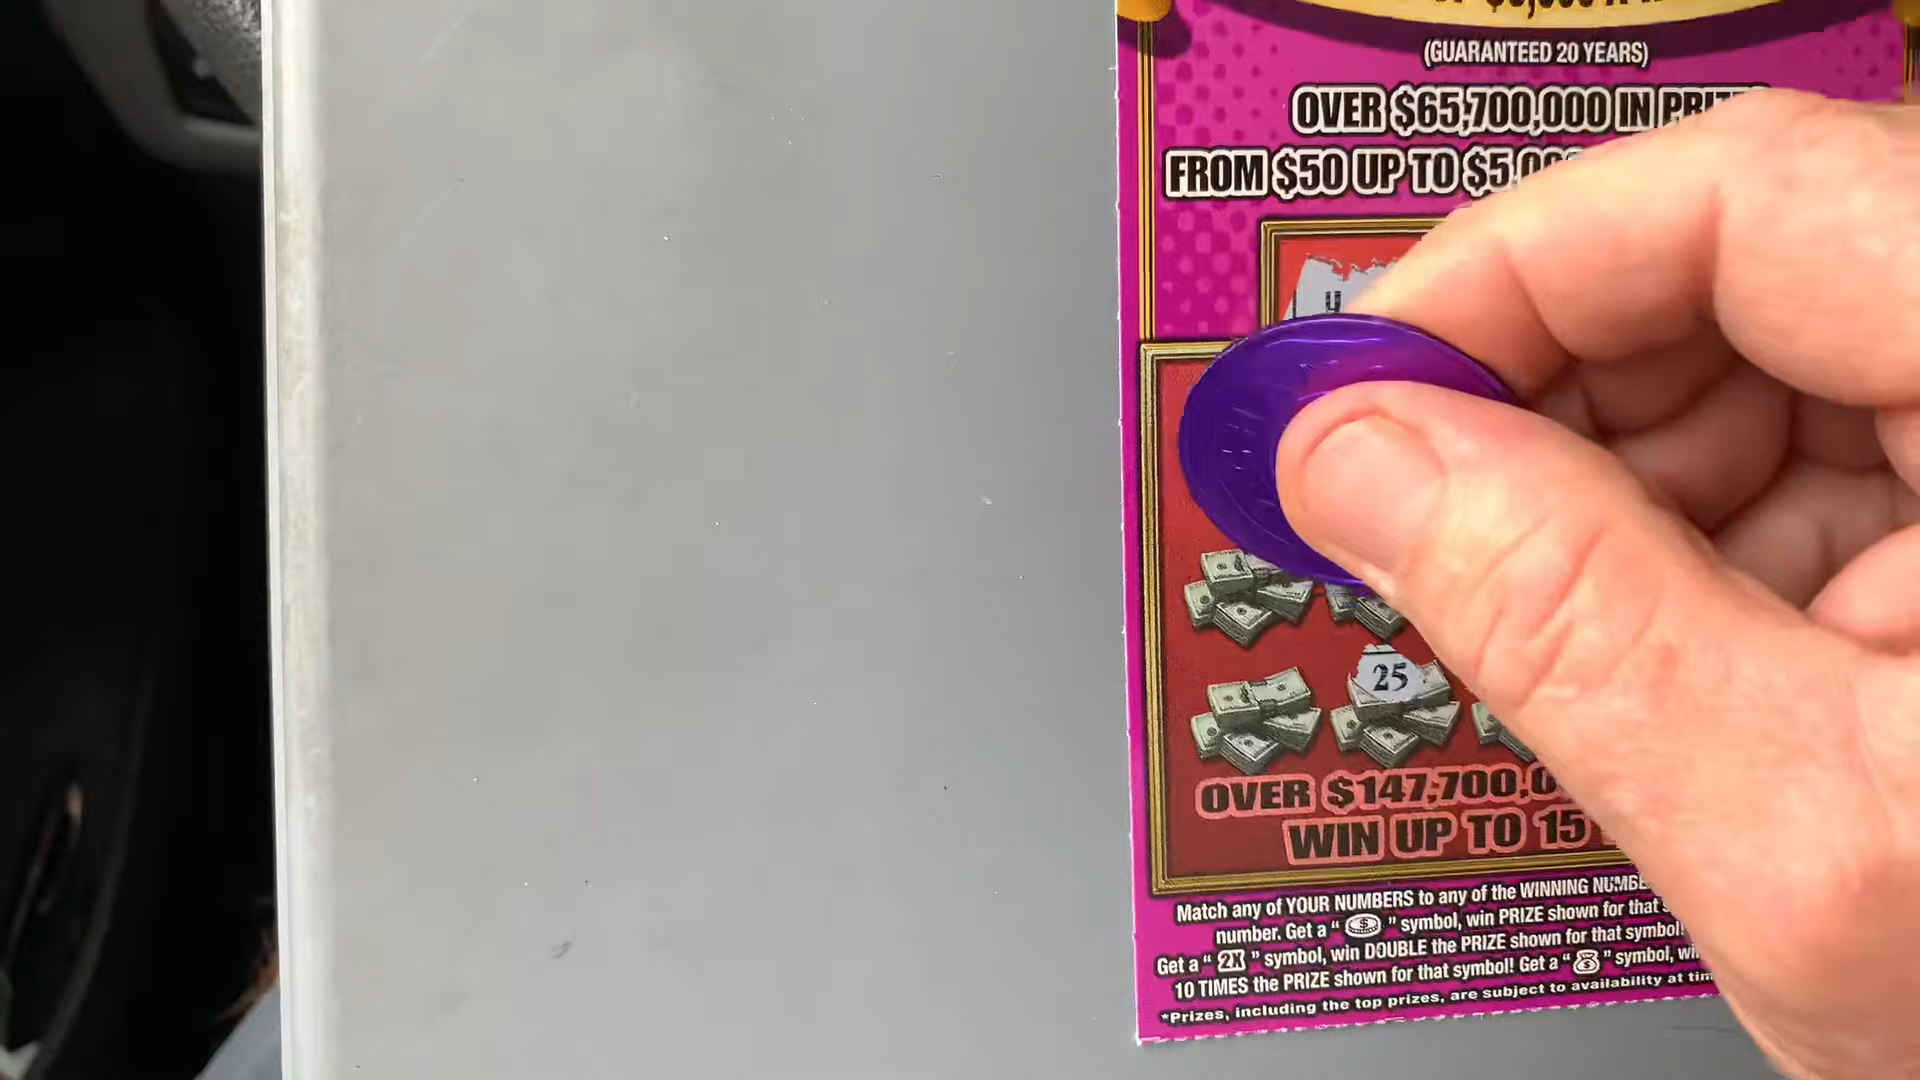 (GUARANTEED 20 YEARS)
OVER $65,700,000 IN
FROM $50 UP TO
25
OVER
WIN UP TO 15
Match any of YOUR NUMBERS to any of the WINNING
number. Get a " " symbol, win PRIZE shown for that
Get a " 2X " symbol, win DOUBLE the PRIZE shown for that symbol!
10 TIMES the PRIZE shown for that symbol! Get a " " symbol,
*Prizes, including the top prizes, are subject to availability at